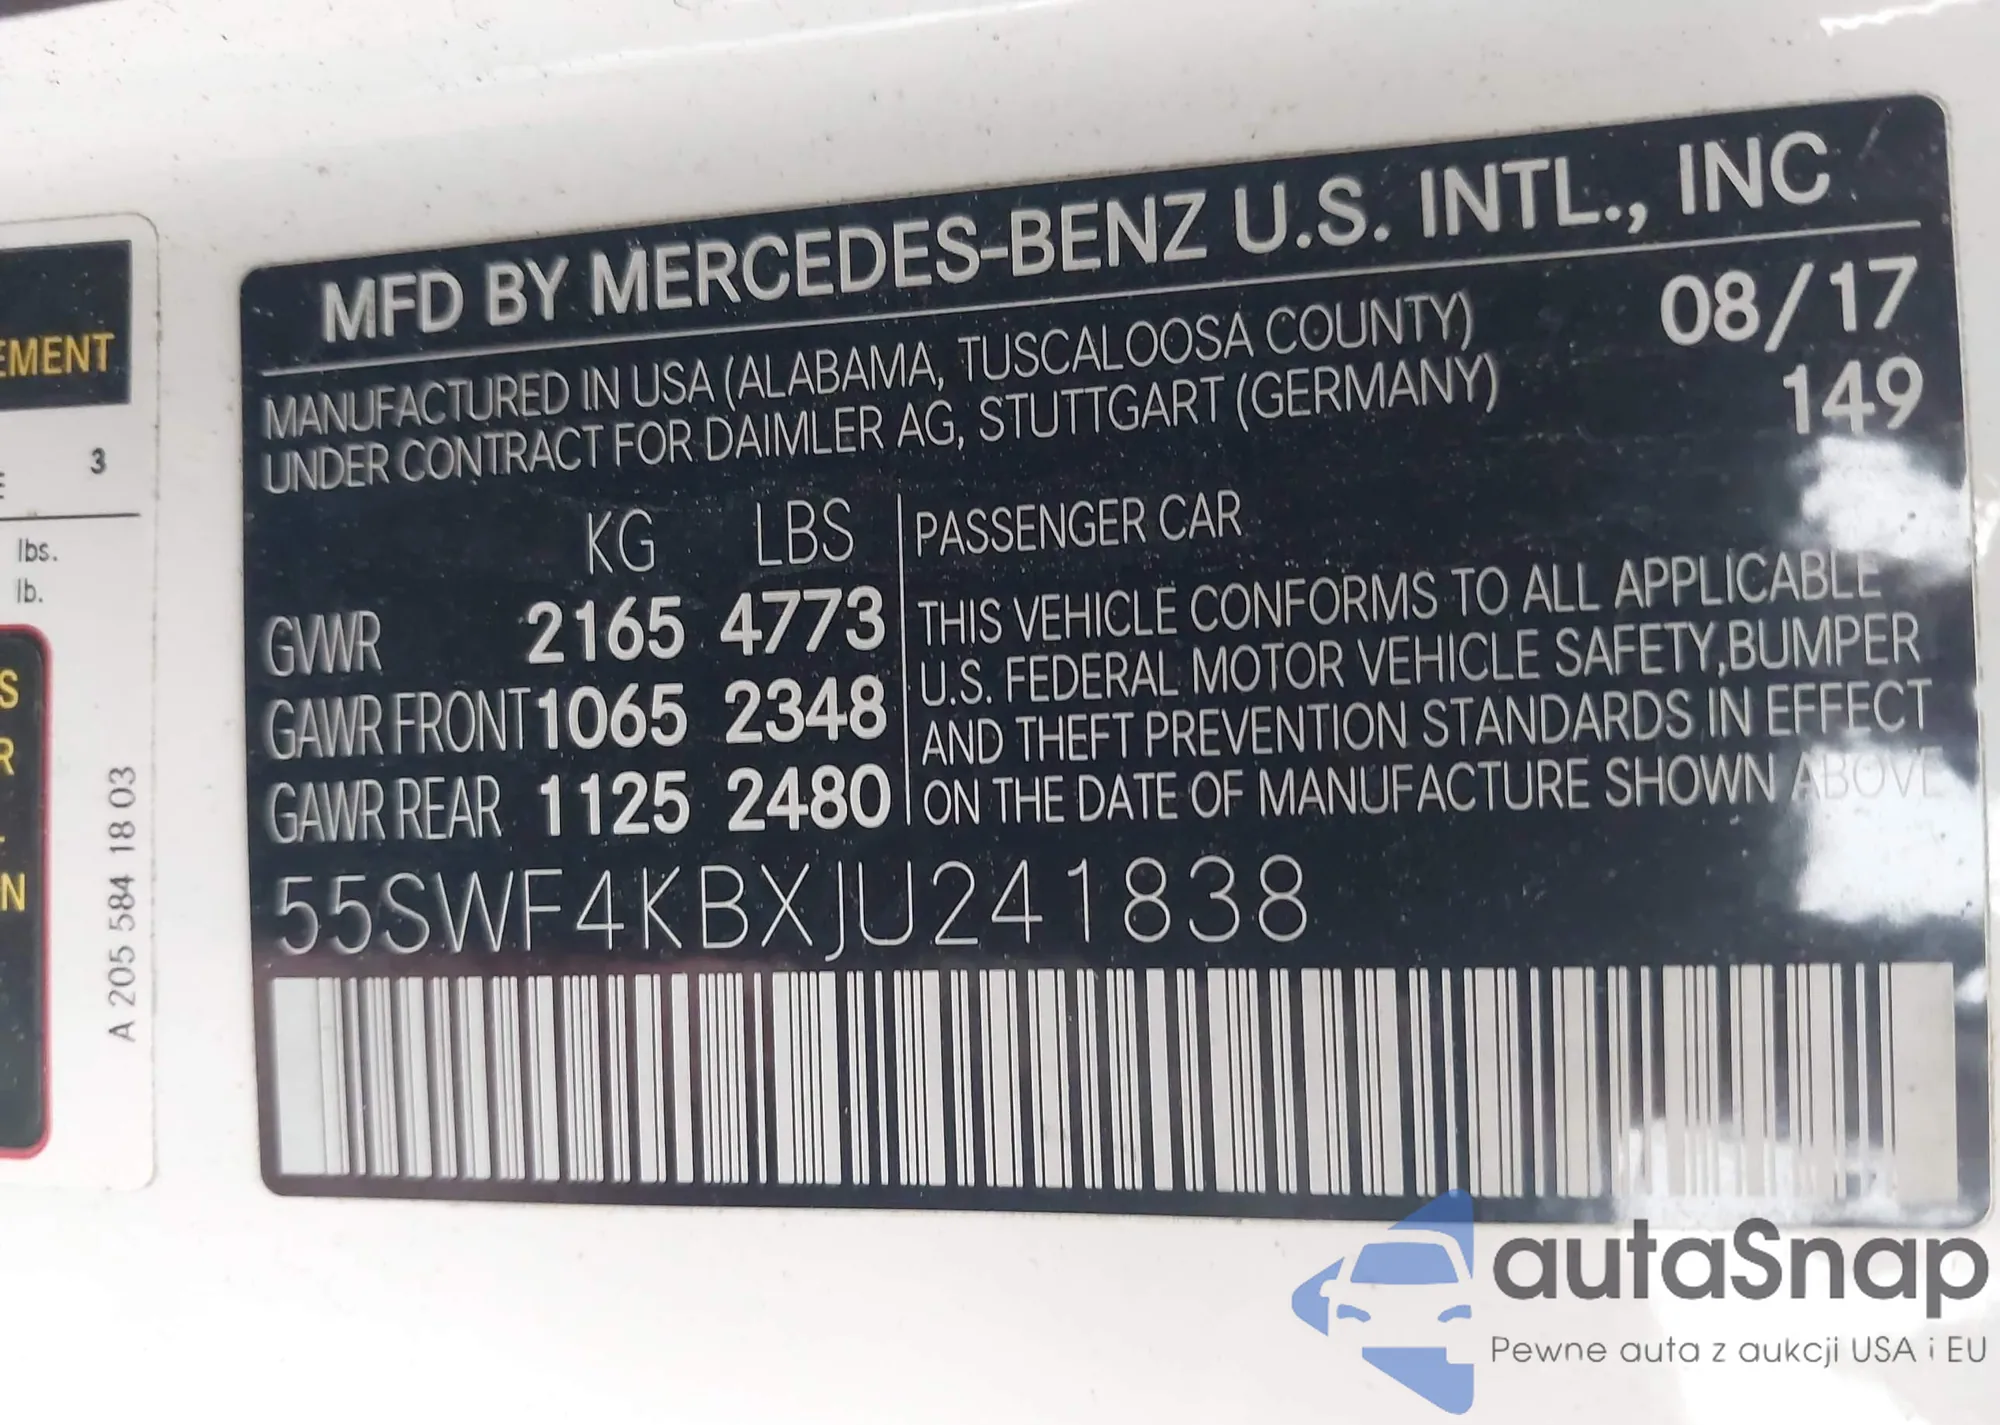 MFD BY MERCEDES-BENZ U.S. INTL., INC
MANUFACTURED IN USA (ALABAMA, TUSCALOOSA COUNTY) 08/17
UNDER CONTRACT FOR DAIMLER AG, STUTTGART (GERMANY) 149
KG LBS
GVWR 2165 4773
GAWR FRONT 1065 2348
GAWR REAR 1125 2480
PASSENGER CAR
THIS VEHICLE CONFORMS TO ALL APPLICABLE
U.S. FEDERAL MOTOR VEHICLE SAFETY,BUMPER
AND THEFT PREVENTION STANDARDS IN EFFECT
ON THE DATE OF MANUFACTURE SHOWN ABOVE
55SWF4KBXJU241838
3
lbs.
lb.
A 205 584 18 03
autaSnap
Pewne auta z aukcji USA i EU